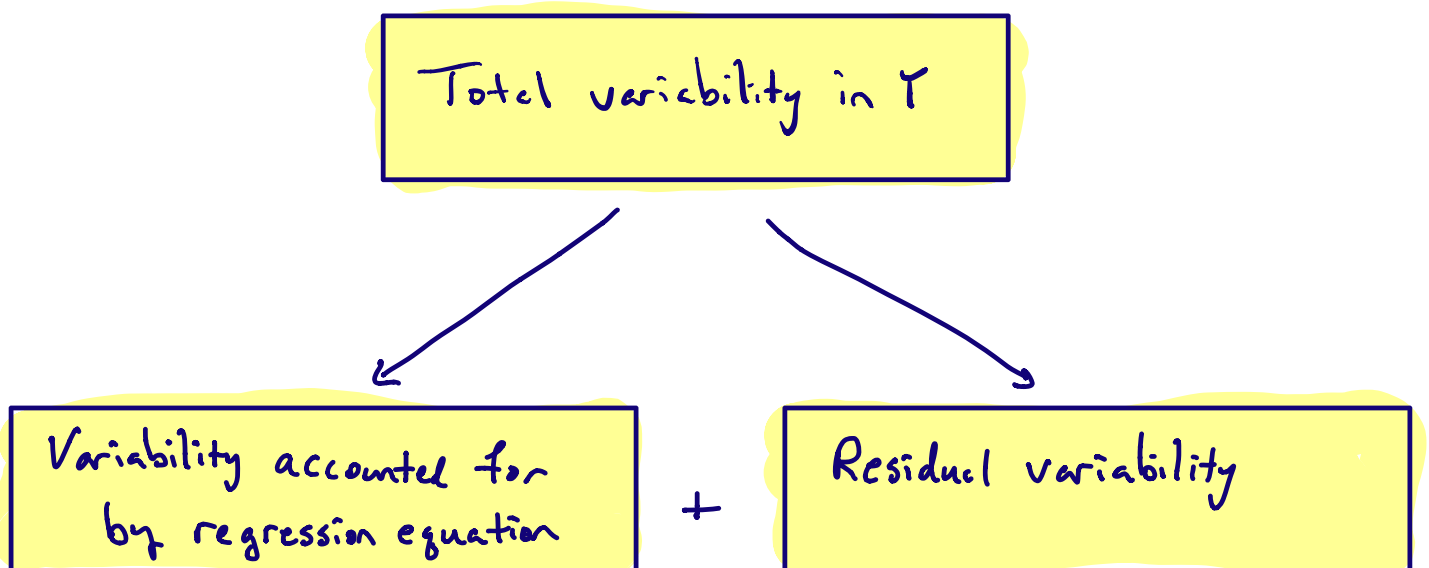 Total variability in Y
Variability accounted for
by regression equation
+
Residual variability